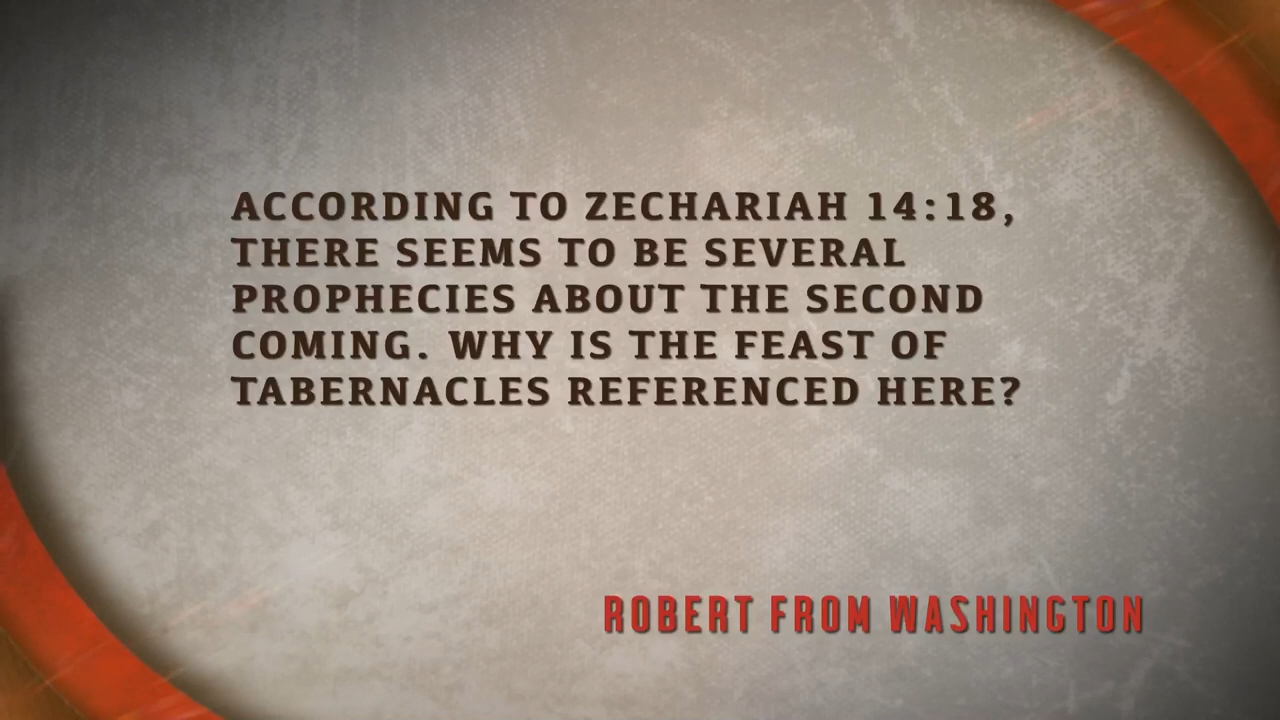 ACCORDING TO ZECHARIAH 14:18,
THERE SEEMS TO BE SEVERAL
PROPHECIES ABOUT THE SECOND
COMING. WHY IS THE FEAST OF
TABERNACLES REFERENCED HERE?
ROBERT FROM WASHINGTON